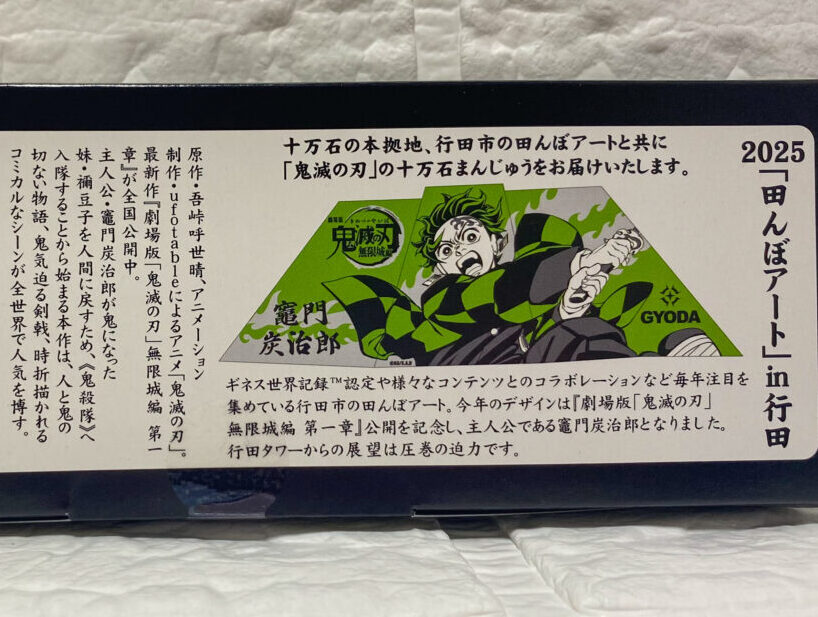 2025
「田んぼアート」in行田
十万石の本拠地、行田市の田んぼアートと共に
「鬼滅の刃」の十万石まんじゅうをお届けいたします。
劇場版
鬼滅の刃
無限城編
竈門
炭治郎
GYODA
ギネス世界記録™認定や様々なコンテンツとのコラボレーションなど毎年注目を
集めている行田市の田んぼアート。今年のデザインは『劇場版「鬼滅の刃」
無限城編 第一章』公開を記念し、主人公である竈門炭治郎となりました。
行田タワーからの展望は圧巻の迫力です。
原作・吾峠呼世晴、アニメーション
制作・ufotableによるアニメ「鬼滅の刃」。
最新作『劇場版「鬼滅の刃」無限城編 第一
章』が全国公開中。
主人公・竈門炭治郎が鬼になった
妹・禰豆子を人間に戻すため、《鬼殺隊》へ
入隊することから始まる本作は、人と鬼の
切ない物語、鬼気迫る剣戟、時折描かれる
コミカルなシーンが全世界で人気を博す。